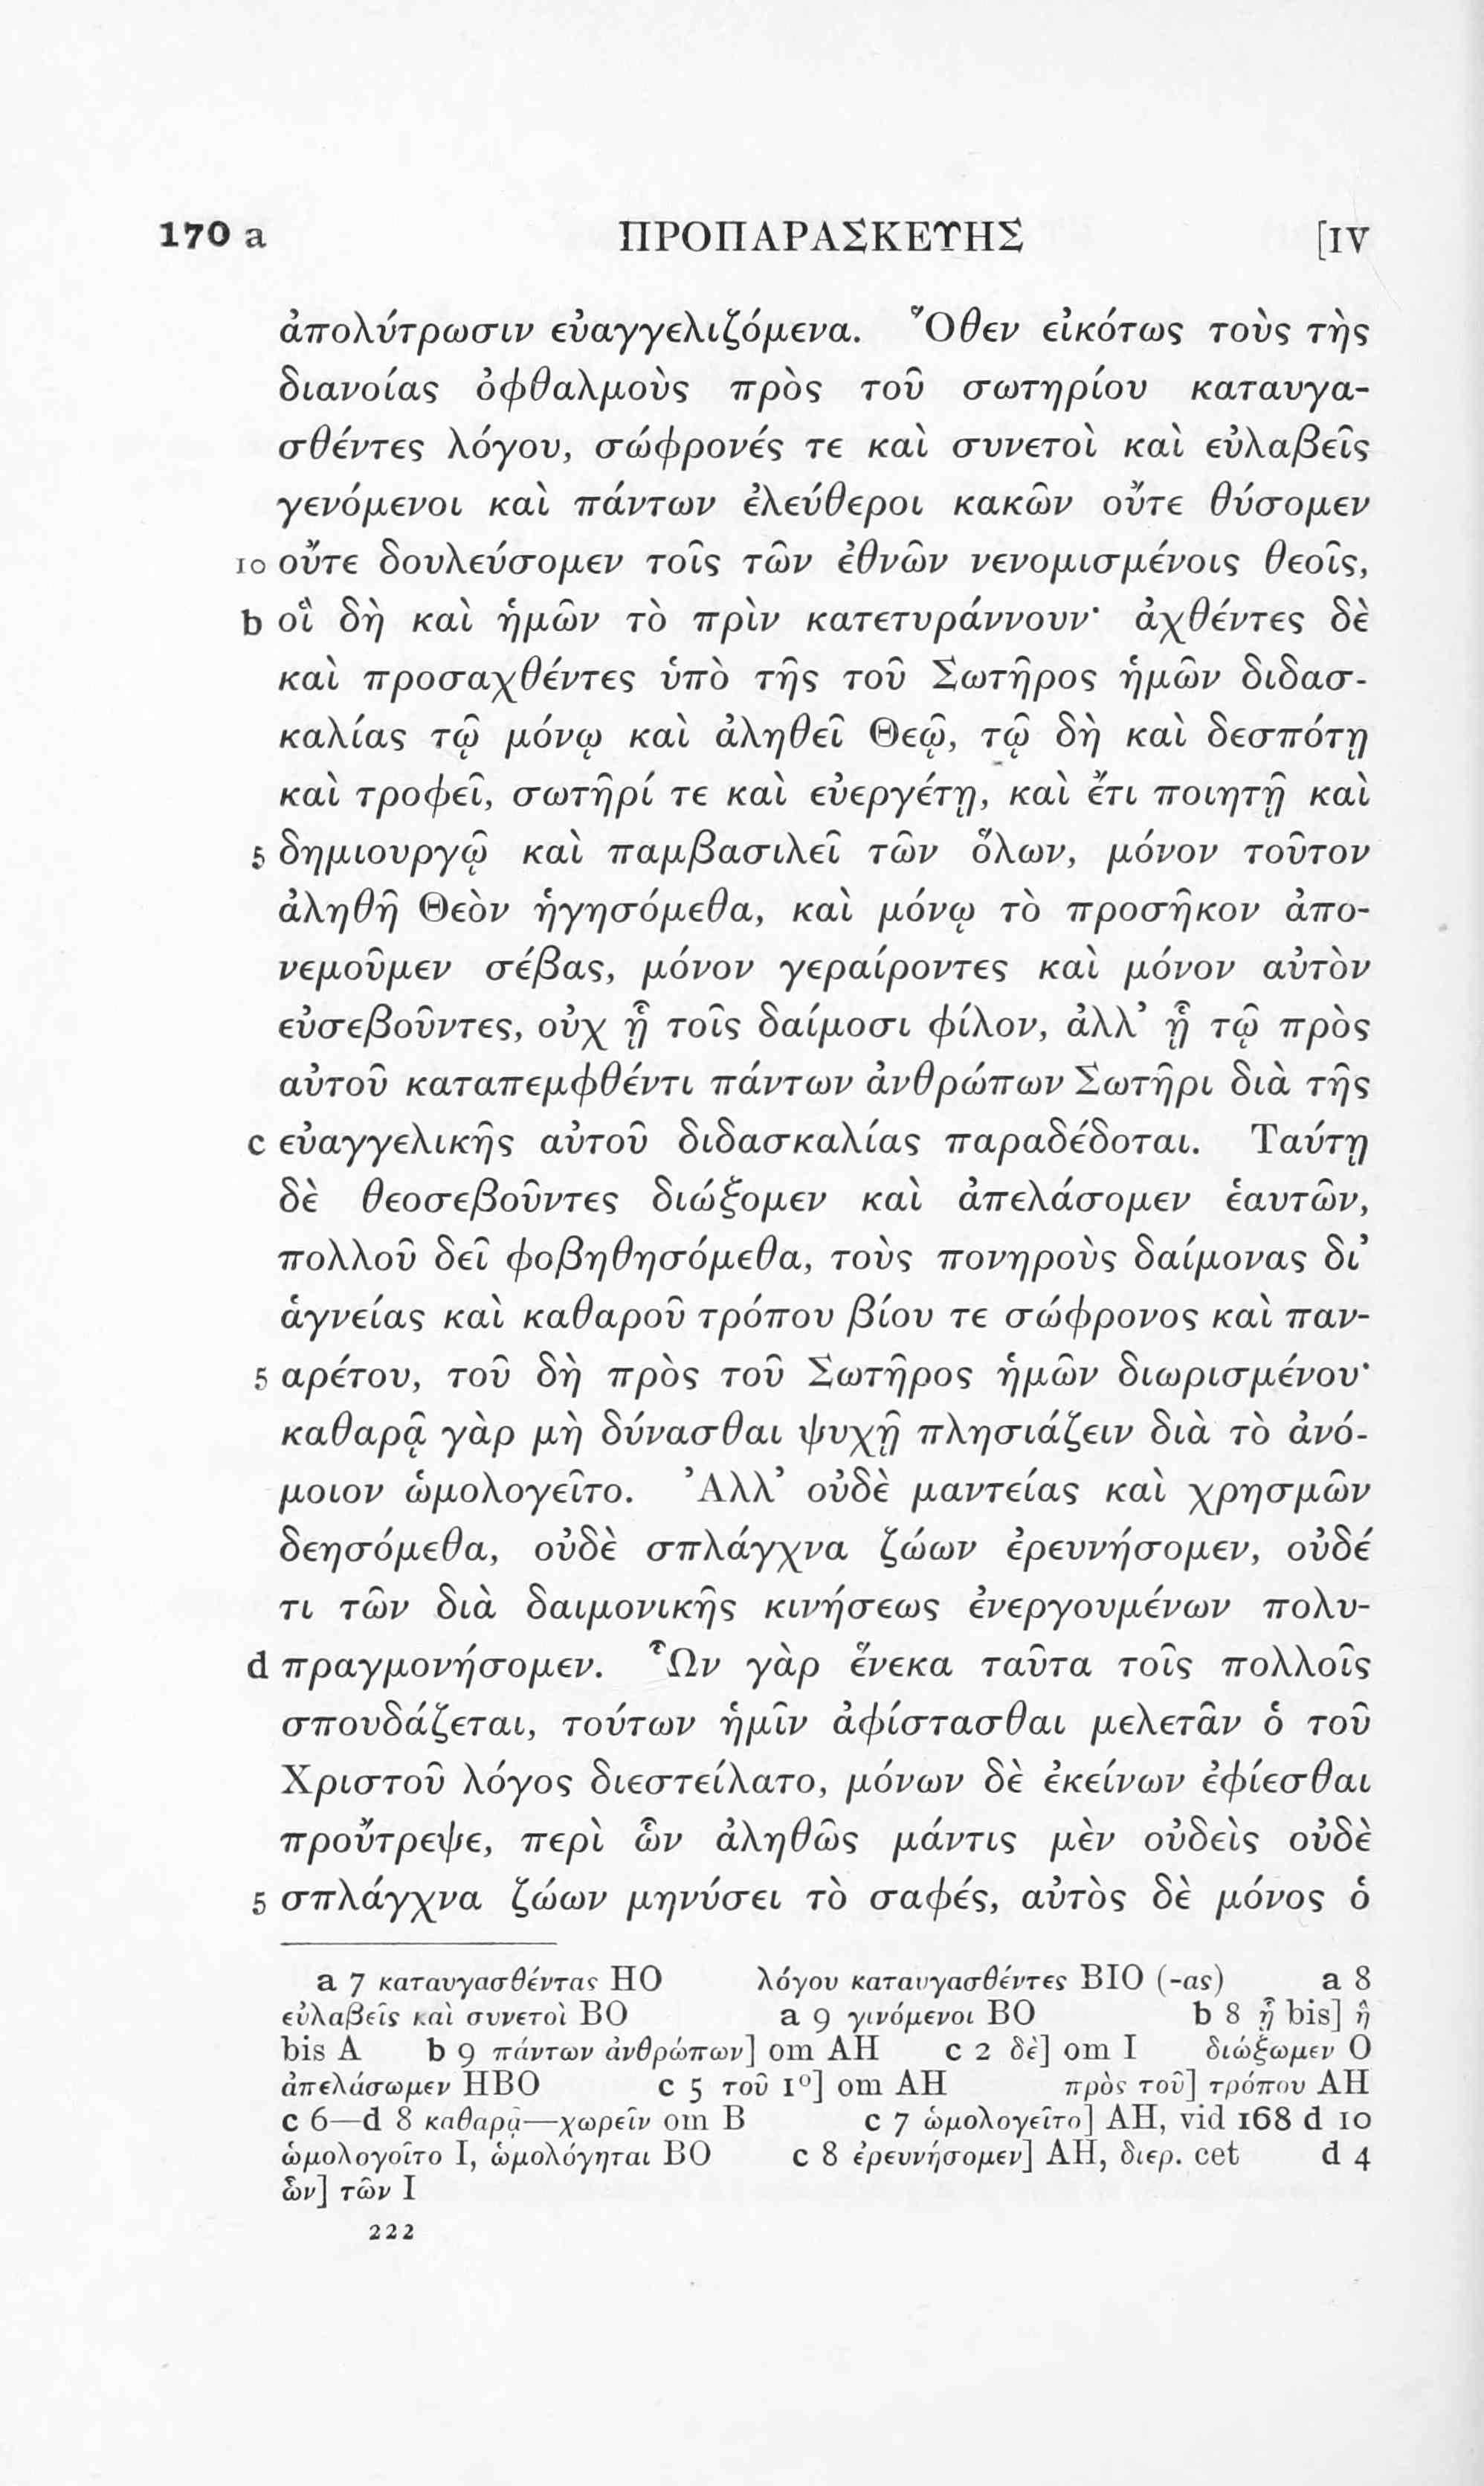 170 a ΠΡΟΠΑΡΑΣΚΕΥΗΣ [IV
ἀπολύτρωσιν εὐαγγελιζόμενα. Ὅθεν εἰκότως τοὺς τῆς
διανοίας ὀφθαλμοὺς πρὸς τοῦ σωτηρίου καταυγα-
σθέντες λόγου, σώφρονές τε καὶ συνετοὶ καὶ εὐλαβεῖς
γενόμενοι καὶ πάντων ἐλεύθεροι κακῶν οὔτε θύσομεν
10 οὔτε δουλεύσομεν τοῖς τῶν ἐθνῶν νενομισμένοις θεοῖς,
b οἳ δὴ καὶ ἡμῶν τὸ πρὶν κατετυράννουν· ἀχθέντες δὲ
καὶ προσαχθέντες ὑπὸ τῆς τοῦ Σωτῆρος ἡμῶν διδασ-
καλίας τῷ μόνῳ καὶ ἀληθεῖ Θεῷ, τῷ δὴ καὶ δεσπότῃ
καὶ τροφεῖ, σωτῆρί τε καὶ εὐεργέτῃ, καὶ ἔτι ποιητῇ καὶ
5 δημιουργῷ καὶ παμβασιλεῖ τῶν ὅλων, μόνον τοῦτον
ἀληθῆ Θεὸν ἡγησόμεθα, καὶ μόνῳ τὸ προσῆκον ἀπο-
νεμοῦμεν σέβας, μόνον γεραίροντες καὶ μόνον αὐτὸν
εὐσεβοῦντες, οὐχ ᾗ τοῖς δαίμοσι φίλον, ἀλλ᾽ ᾗ τῷ πρὸς
αὐτοῦ καταπεμφθέντι πάντων ἀνθρώπων Σωτῆρι διὰ τῆς
c εὐαγγελικῆς αὐτοῦ διδασκαλίας παραδέδοται. Ταύτῃ
δὲ θεοσεβοῦντες διώξομεν καὶ ἀπελάσομεν ἑαυτῶν,
πολλοῦ δεῖ φοβηθησόμεθα, τοὺς πονηροὺς δαίμονας δι᾽
ἁγνείας καὶ καθαροῦ τρόπου βίου τε σώφρονος καὶ παν-
5 αρέτου, τοῦ δὴ πρὸς τοῦ Σωτῆρος ἡμῶν διωρισμένου·
καθαρᾷ γὰρ μὴ δύνασθαι ψυχῇ πλησιάζειν διὰ τὸ ἀνό-
μοιον ὡμολογεῖτο. Ἀλλ᾽ οὐδὲ μαντείας καὶ χρησμῶν
δεησόμεθα, οὐδὲ σπλάγχνα ζώων ἐρευνήσομεν, οὐδέ
τι τῶν διὰ δαιμονικῆς κινήσεως ἐνεργουμένων πολυ-
d πραγμονήσομεν. Ὧν γὰρ ἕνεκα ταῦτα τοῖς πολλοῖς
σπουδάζεται, τούτων ἡμῖν ἀφίστασθαι μελετᾶν ὁ τοῦ
Χριστοῦ λόγος διεστείλατο, μόνων δὲ ἐκείνων ἐφίεσθαι
προὔτρεψε, περὶ ὧν ἀληθῶς μάντις μὲν οὐδεὶς οὐδὲ
5 σπλάγχνα ζώων μηνύσει τὸ σαφές, αὐτὸς δὲ μόνος ὁ
a 7 καταυγασθέντας HO λόγου καταυγασθέντες BIO (-ας) a 8
εὐλαβεῖς καὶ συνετοὶ BO a 9 γινόμενοι BO b 8 ᾗ bis] ἢ
bis A b 9 πάντων ἀνθρώπων] om AH c 2 δὲ] om I διώξωμεν O
ἀπελάσωμεν HBO c 5 τοῦ 1º] om AH πρὸς τοῦ] τρόπου AH
c 6—d 8 καθαρᾷ—χωρεῖν om B c 7 ὡμολογεῖτο] AH, vid 168 d 10
ὡμολογοῖτο I, ὡμολόγηται BO c 8 ἐρευνήσομεν] AH, διερ. cet d 4
ὧν] τῶν I
222